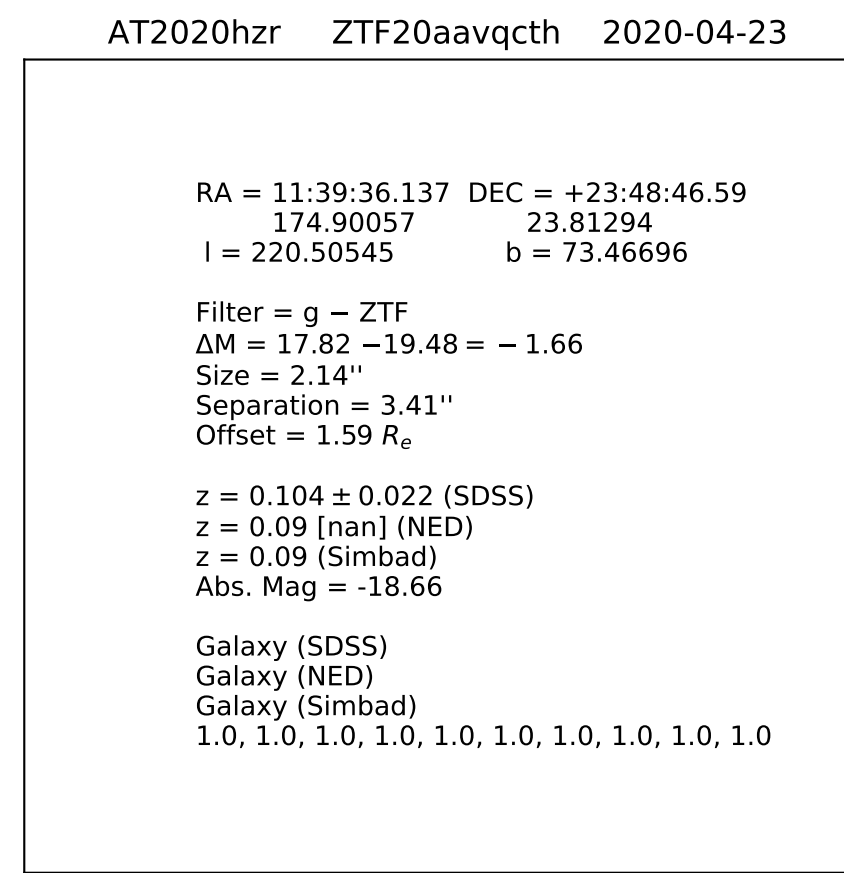 AT2020hzr ZTF20aavqcth 2020-04-23
RA = 11:39:36.137 DEC = +23:48:46.59
174.90057 23.81294
l = 220.50545 b = 73.46696
Filter = g − ZTF
ΔM = 17.82 −19.48 = − 1.66
Size = 2.14''
Separation = 3.41''
Offset = 1.59 Rₑ
z = 0.104 ± 0.022 (SDSS)
z = 0.09 [nan] (NED)
z = 0.09 (Simbad)
Abs. Mag = -18.66
Galaxy (SDSS)
Galaxy (NED)
Galaxy (Simbad)
1.0, 1.0, 1.0, 1.0, 1.0, 1.0, 1.0, 1.0, 1.0, 1.0